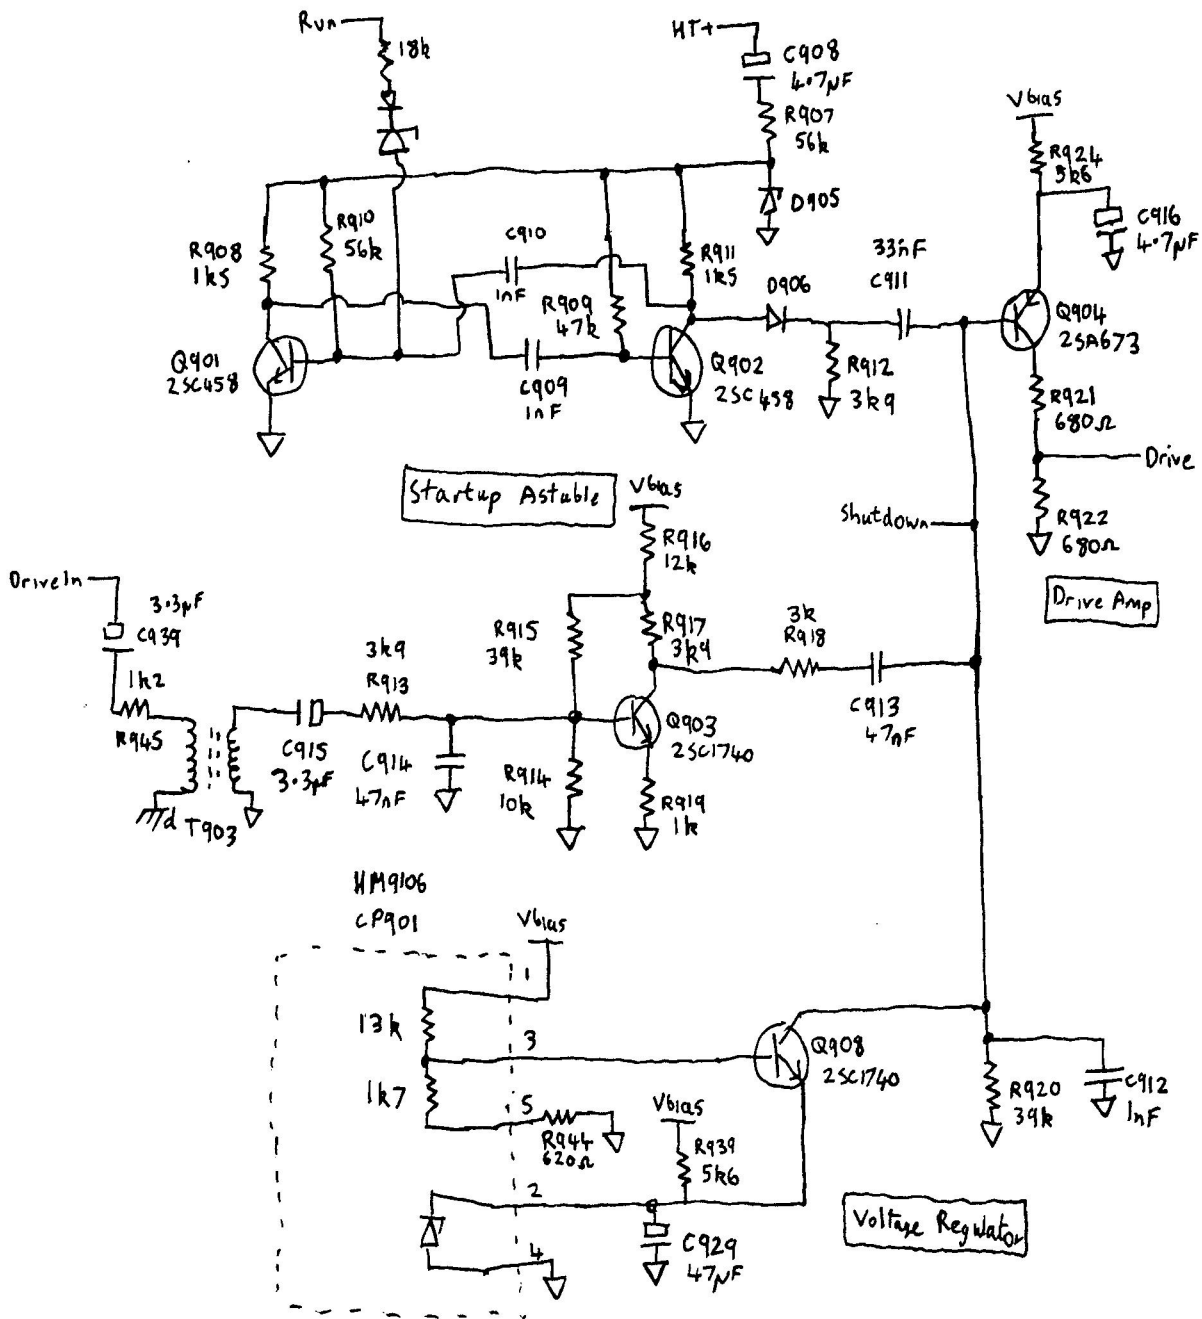 Run
18k
HT+
C908
4.7µF
R907
56k
D905
Vbias
R924
5k6
C916
4.7µF
R908
1k5
R910
56k
C910
1nF
R909
47k
R911
1k5
D906
33nF
C911
Q904
2SA673
Q901
2SC458
C909
1nF
Q902
2SC458
R912
3k9
R921
680Ω
Drive
R922
680Ω
Startup Astable
Shutdown
Drive Amp
Vbias
R916
12k
DriveIn
3.3µF
C939
1k2
R945
T903
C915
3.3µF
3k9
R913
C914
47nF
R915
39k
R917
3k9
3k
R918
C913
47nF
Q903
2SC1740
R914
10k
R919
1k
HM9106
CP901
Vbias
1
13k
3
1k7
5
R944
620Ω
Vbias
R939
5k6
2
4
C929
47µF
Q908
2SC1740
R920
39k
C912
1nF
Voltage Regulator